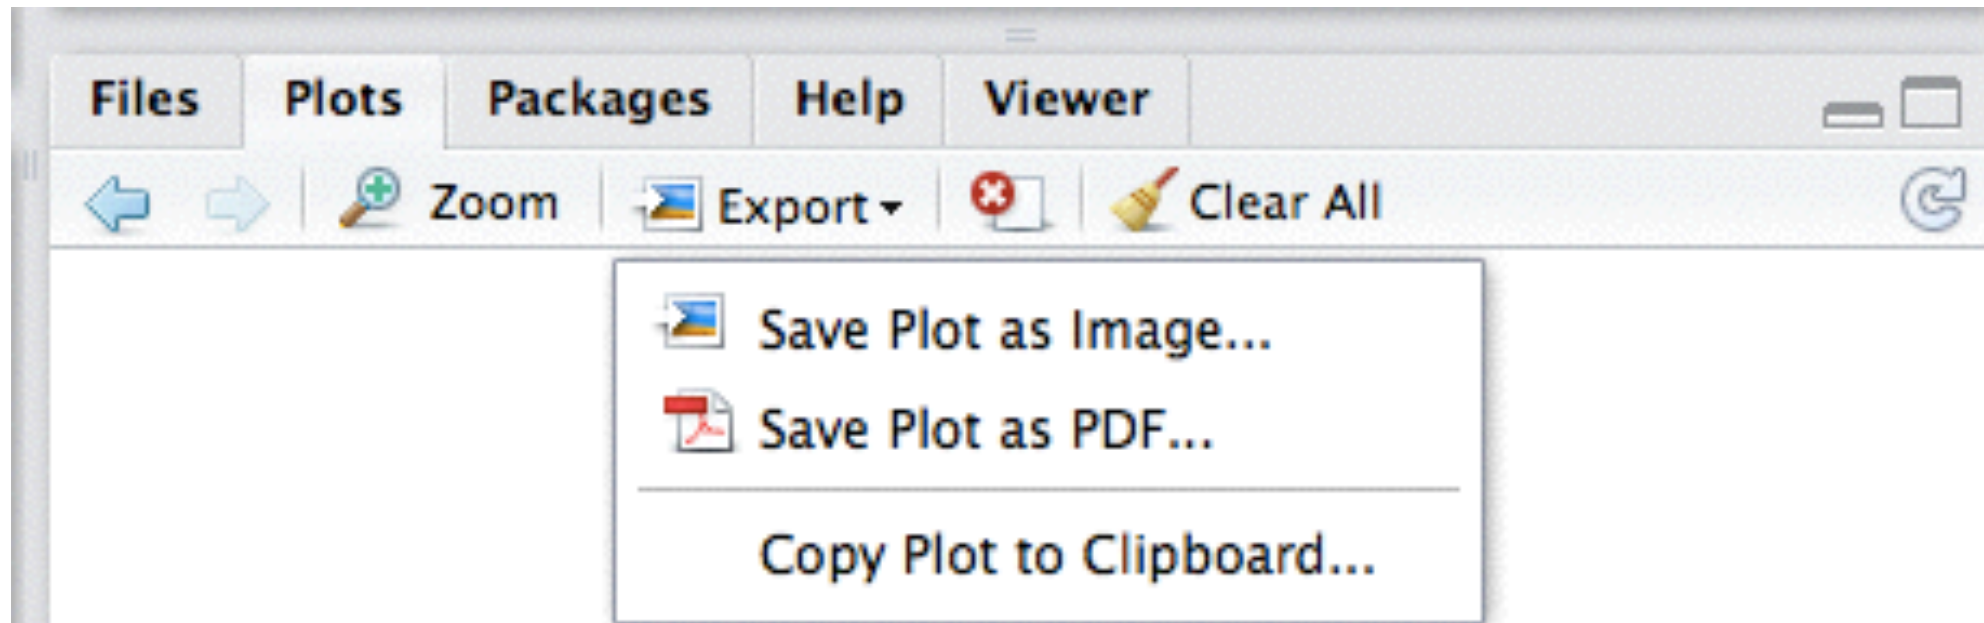 Files Plots Packages Help Viewer
Zoom Export Clear All
Save Plot as Image...
Save Plot as PDF...
Copy Plot to Clipboard...